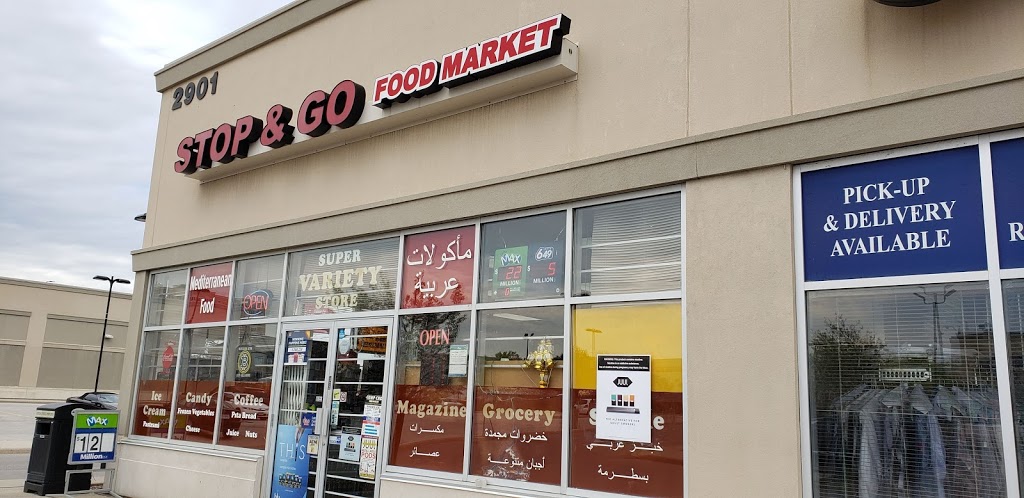 2901
STOP & GO
FOOD MARKET
PICK-UP
& DELIVERY
AVAILABLE
Mediterranean
Food
OPEN
SUPER
VARIETY
STORE
مأكولات
عربية
MAX
22
MILLION
649
5
MILLION
OPEN
Ice
Cream
Pastrami
Candy
Frozen Vegetables
Cheese
Coffee
Pita Bread
Juice Nuts
Magazine
مكسرات
عصائر
Grocery
خضروات مجمدة
أجبان متنوعة
خبز عربي
بسطرمة
JUUL
MAX
12
Million